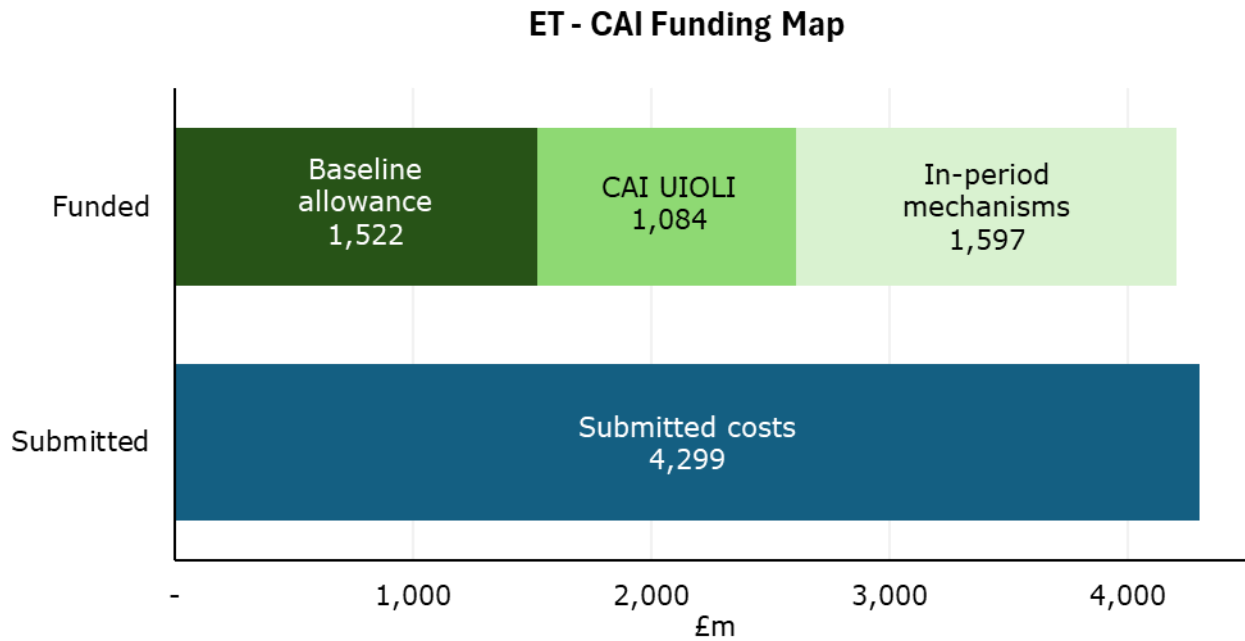 ET - CAI Funding Map
Funded
Baseline
allowance
1,522
CAI UIOLI
1,084
In-period
mechanisms
1,597
Submitted
Submitted costs
4,299
-
1,000
2,000
3,000
4,000
£m